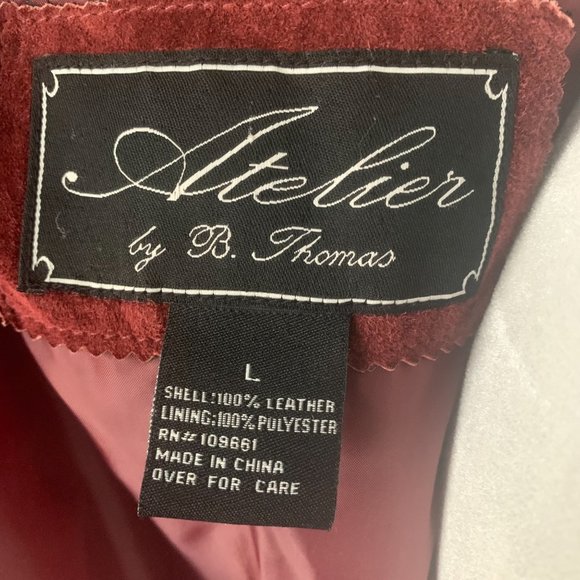 Atelier
by B. Thomas
L
SHELL:100% LEATHER
LINING:100% POLYESTER
RN# 109661
MADE IN CHINA
OVER FOR CARE